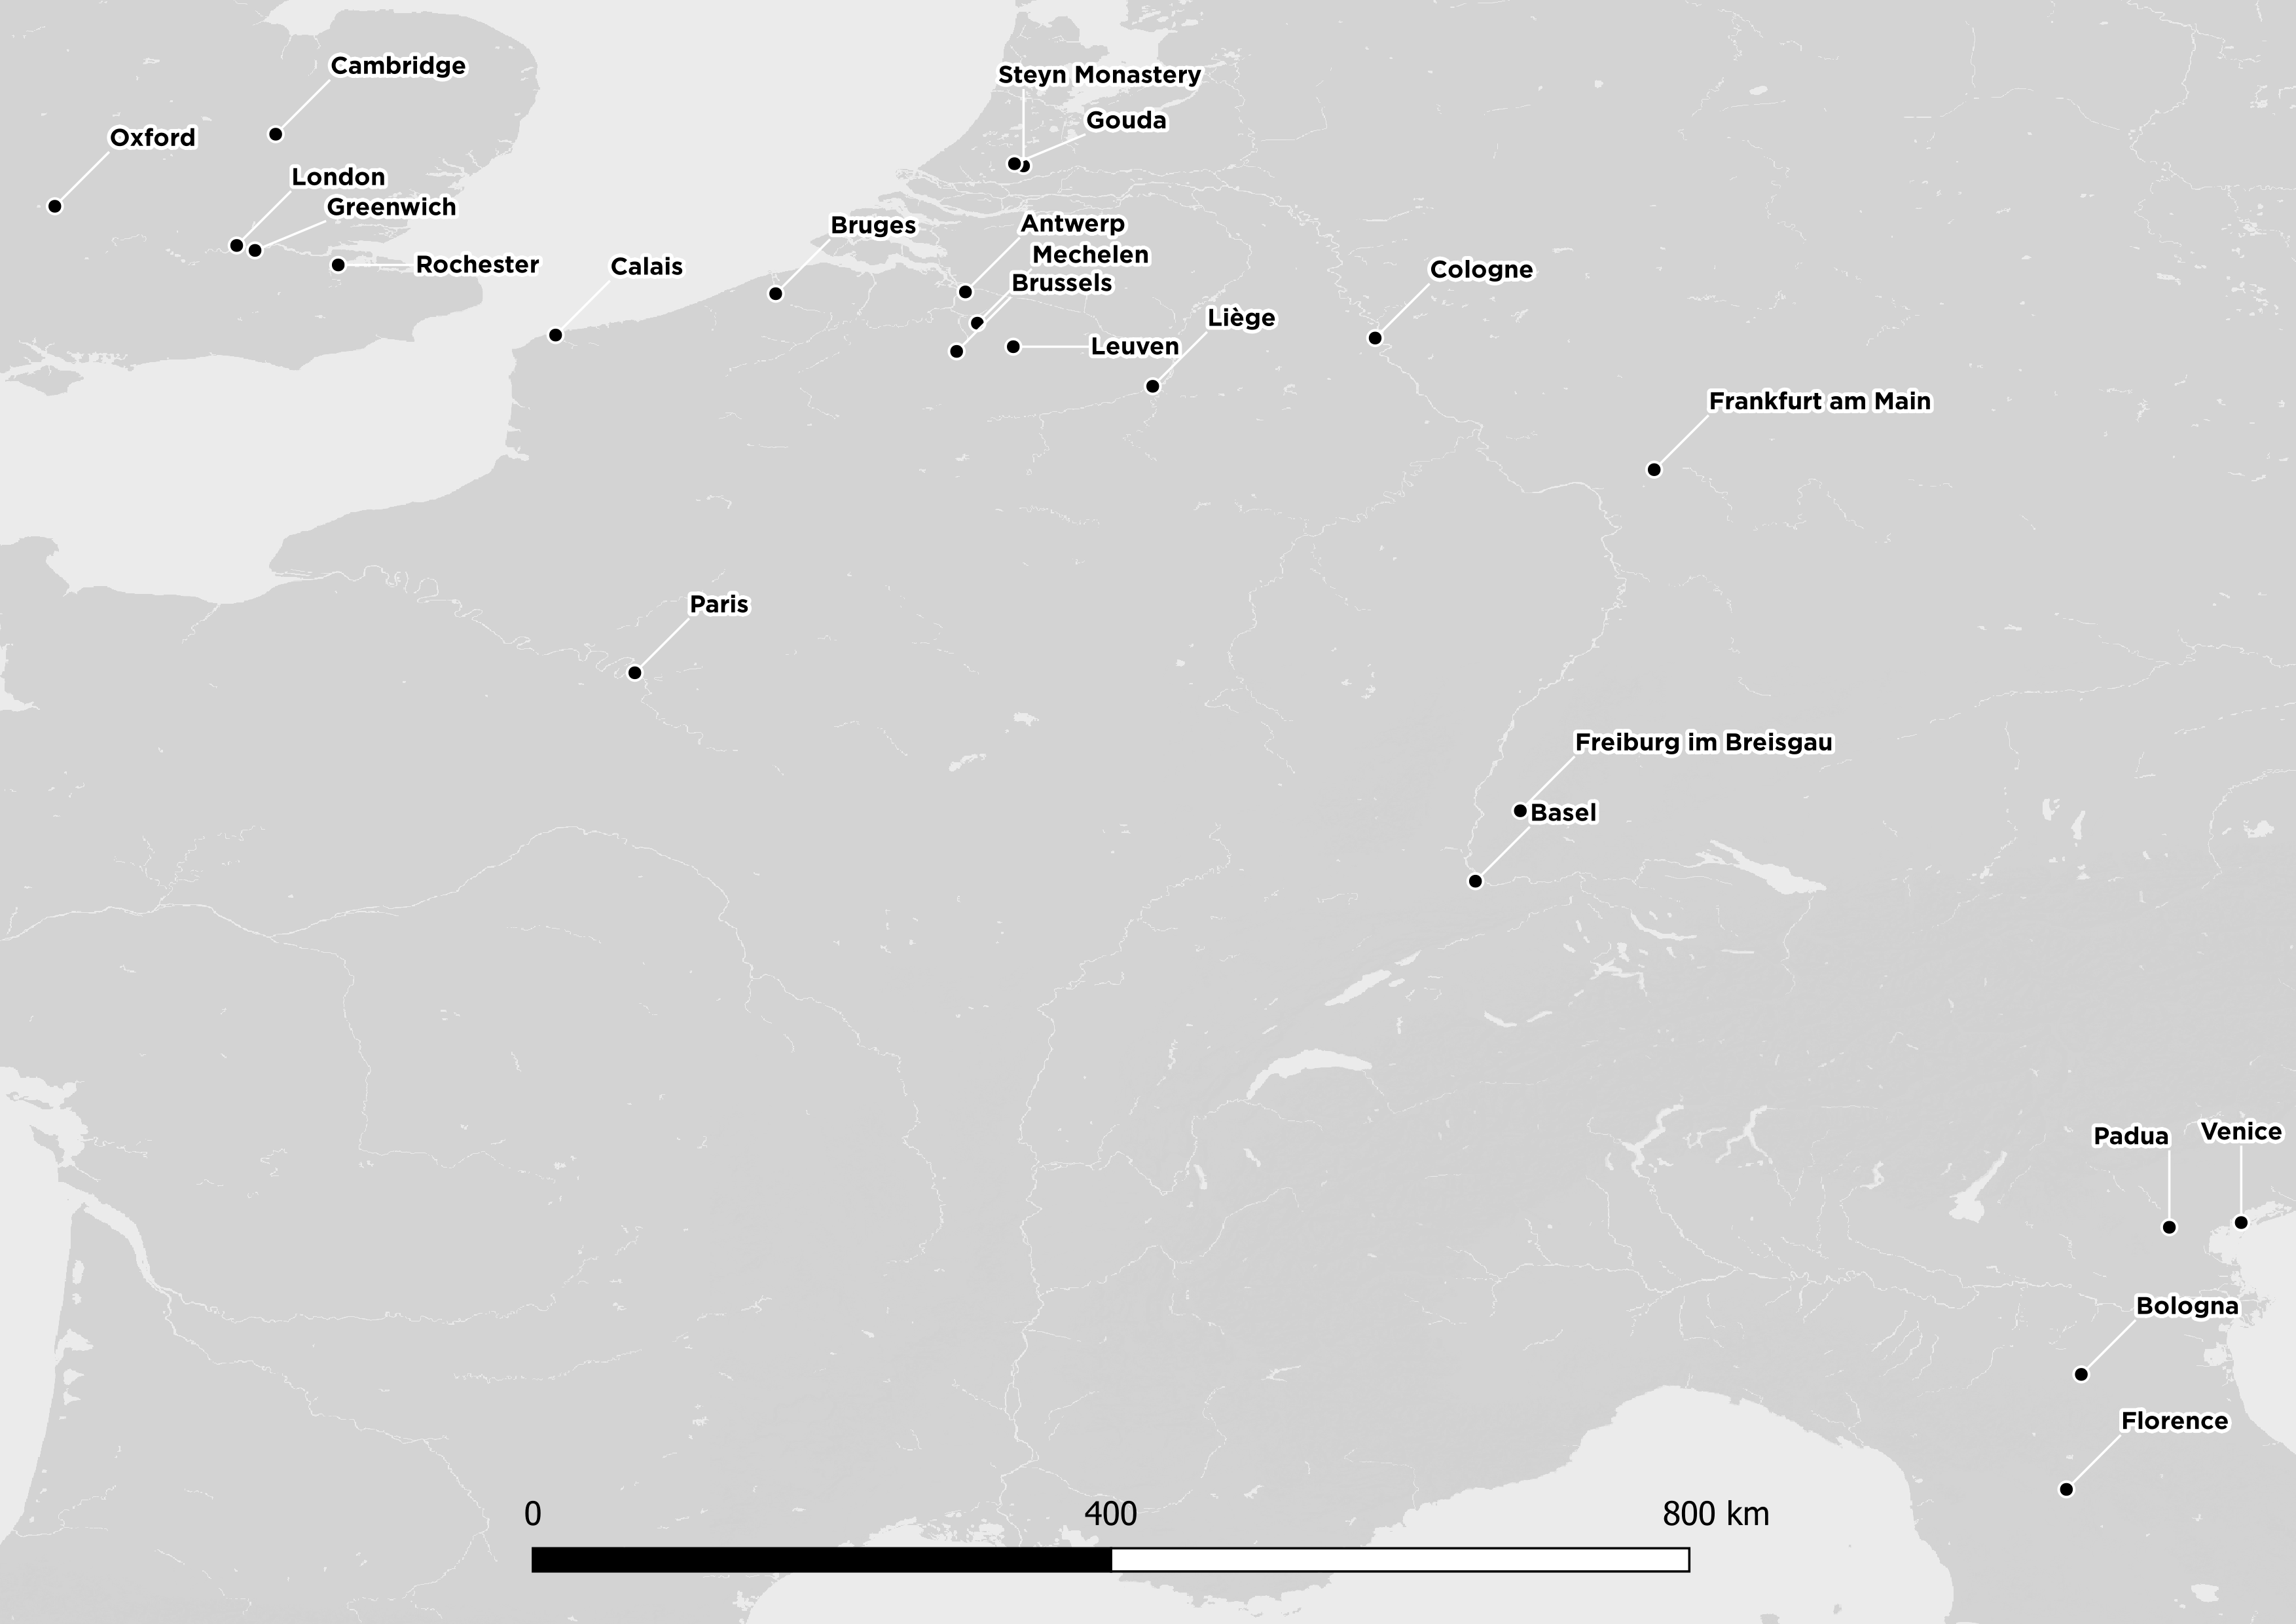 Cambridge
Steyn Monastery
Gouda
Oxford
London
Greenwich
Bruges
Antwerp
Mechelen
Rochester
Calais
Cologne
Brussels
Liège
Leuven
Frankfurt am Main
Paris
Freiburg im Breisgau
Basel
Padua
Venice
Bologna
Florence
0 400 800 km